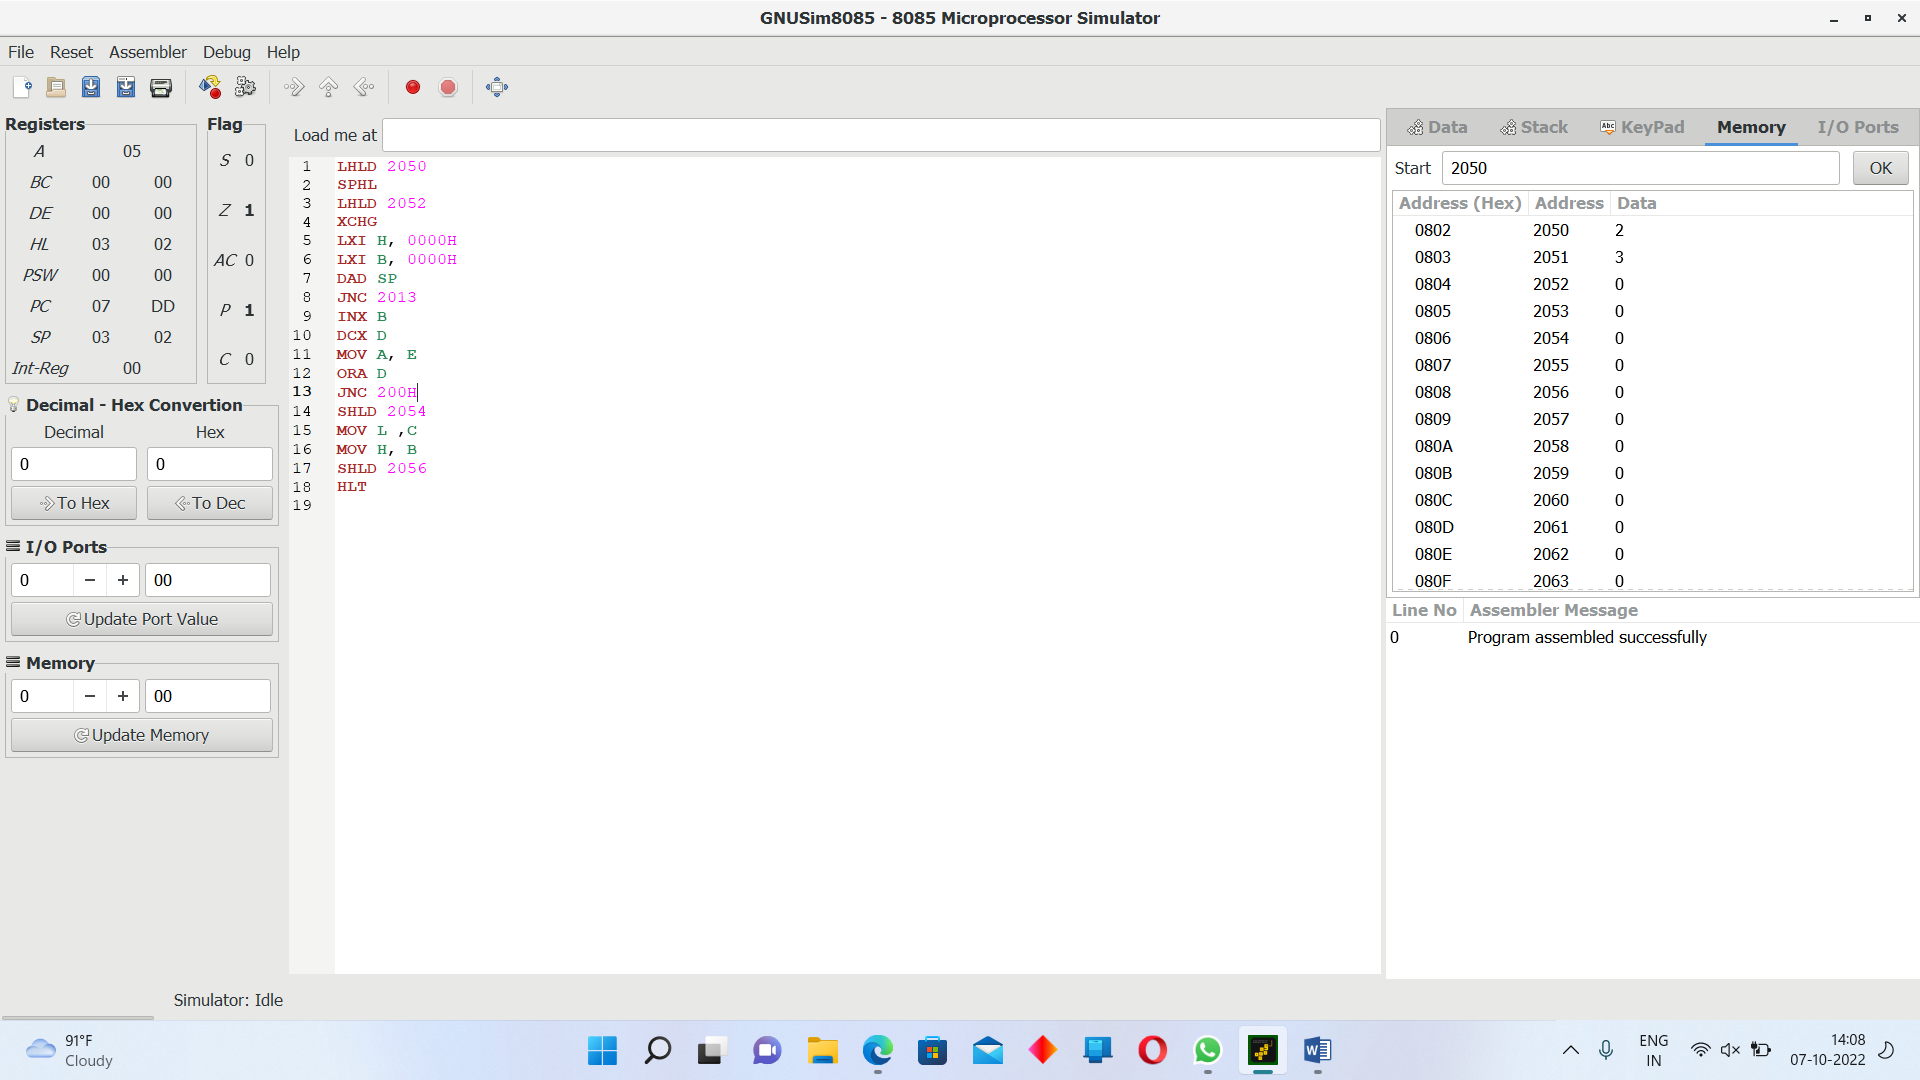 GNUSim8085 - 8085 Microprocessor Simulator
File Reset Assembler Debug Help
Registers
A 05
BC 00 00
DE 00 00
HL 03 02
PSW 00 00
PC 07 DD
SP 03 02
Int-Reg 00
Flag
S 0
Z 1
AC 0
P 1
C 0
Decimal - Hex Convertion
Decimal Hex
0 0
To Hex To Dec
I/O Ports
0 − + 00
Update Port Value
Memory
0 − + 00
Update Memory
Load me at
1 LHLD 2050
2 SPHL
3 LHLD 2052
4 XCHG
5 LXI H, 0000H
6 LXI B, 0000H
7 DAD SP
8 JNC 2013
9 INX B
10 DCX D
11 MOV A, E
12 ORA D
13 JNC 200H
14 SHLD 2054
15 MOV L ,C
16 MOV H, B
17 SHLD 2056
18 HLT
19
Data Stack Abc KeyPad Memory I/O Ports
Start 2050 OK
Address (Hex) Address Data
0802 2050 2
0803 2051 3
0804 2052 0
0805 2053 0
0806 2054 0
0807 2055 0
0808 2056 0
0809 2057 0
080A 2058 0
080B 2059 0
080C 2060 0
080D 2061 0
080E 2062 0
080F 2063 0
Line No Assembler Message
0 Program assembled successfully
Simulator: Idle
91°F
Cloudy
ENG
IN
14:08
07-10-2022